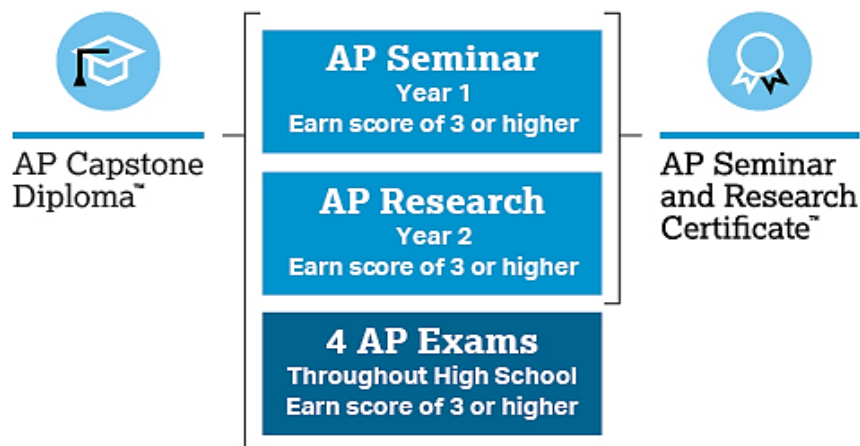 AP Capstone
Diploma™
AP Seminar
Year 1
Earn score of 3 or higher
AP Research
Year 2
Earn score of 3 or higher
4 AP Exams
Throughout High School
Earn score of 3 or higher
AP Seminar
and Research
Certificate™